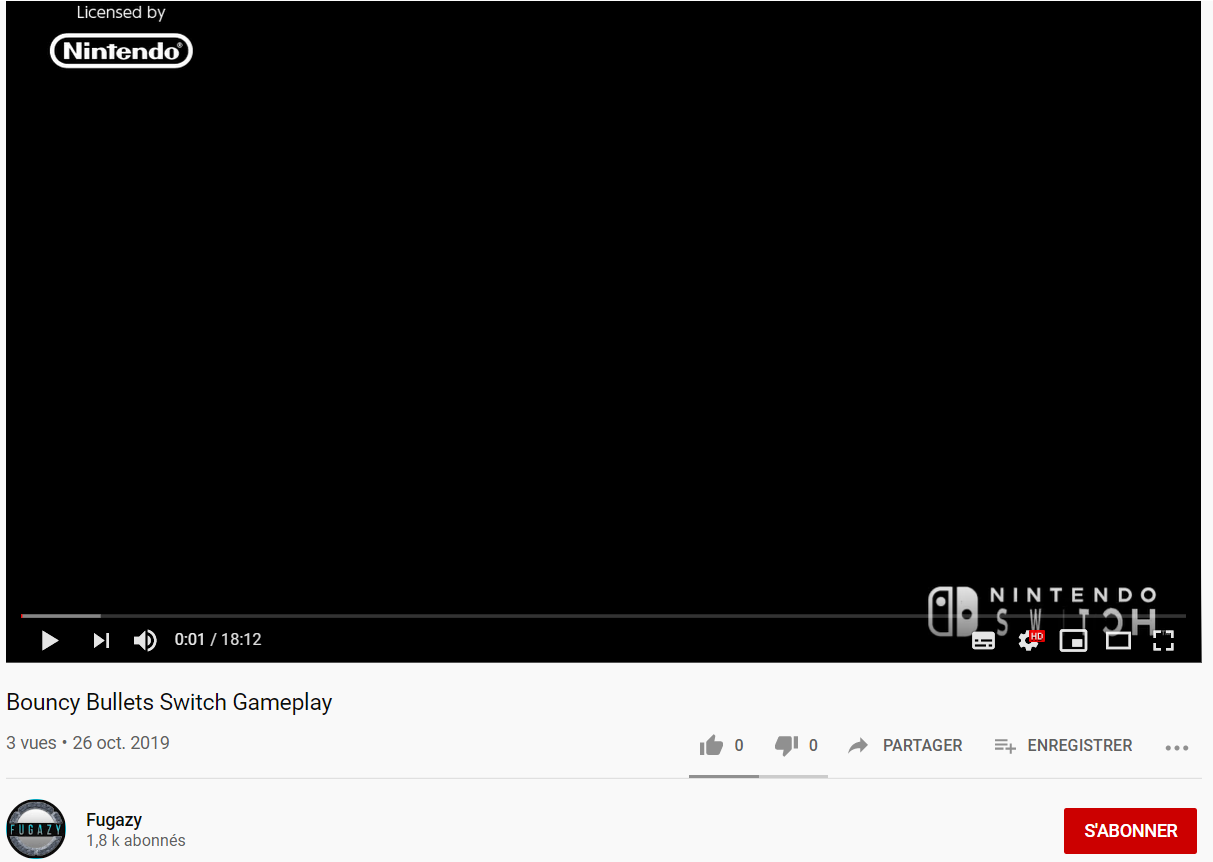 Licensed by
Nintendo®
NINTENDO
SWITCH
HD
0:01 / 18:12
Bouncy Bullets Switch Gameplay
3 vues • 26 oct. 2019
0
0
PARTAGER
ENREGISTRER
FUGAZY
Fugazy
1,8 k abonnés
S'ABONNER